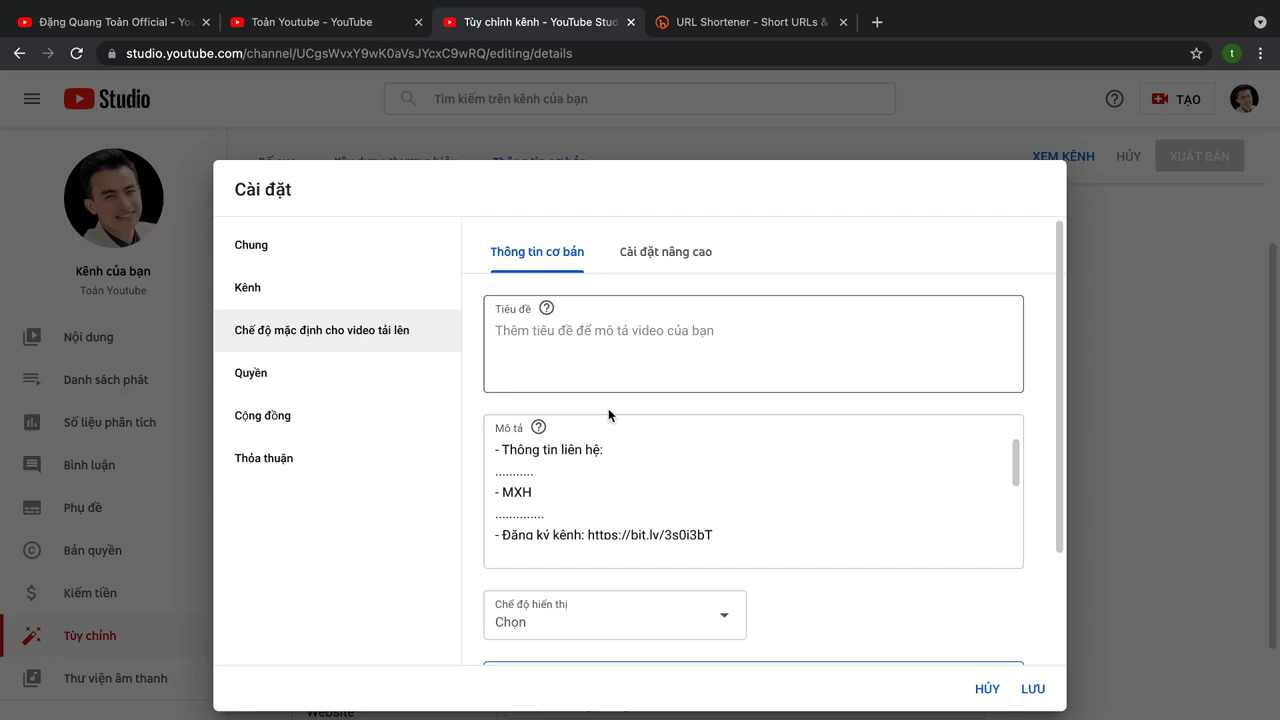 Đặng Quang Toản Official - Yo
Toản Youtube - YouTube
Tùy chỉnh kênh - YouTube Stud
URL Shortener - Short URLs &
studio.youtube.com/channel/UCgsWvxY9wK0aVsJYcxC9wRQ/editing/details
t
Studio
Tìm kiếm trên kênh của bạn
TẠO
XEM KÊNH
HỦY
XUẤT BẢN
Kênh của bạn
Toản Youtube
Nội dung
Danh sách phát
Số liệu phân tích
Bình luận
Phụ đề
Bản quyền
Kiếm tiền
Tùy chỉnh
Thư viện âm thanh
Cài đặt
Chung
Kênh
Chế độ mặc định cho video tải lên
Quyền
Cộng đồng
Thỏa thuận
Thông tin cơ bản
Cài đặt nâng cao
Tiêu đề
Thêm tiêu đề để mô tả video của bạn
Mô tả
- Thông tin liên hệ:
...........
- MXH
..............
- Đăng ký kênh: https://bit.ly/3s0j3bT
Chế độ hiển thị
Chọn
HỦY
LƯU
Website